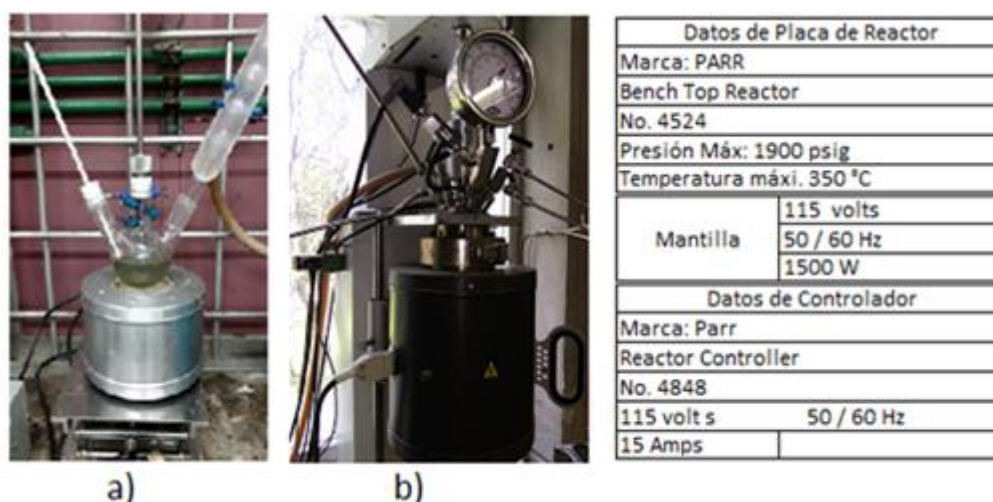 Datos de Placa de Reactor
Marca: PARR
Bench Top Reactor
No. 4524
Presión Máx: 1900 psig
Temperatura máxi. 350 °C
Mantilla
115 volts
50 / 60 Hz
1500 W
Datos de Controlador
Marca: Parr
Reactor Controller
No. 4848
115 volt s 50 / 60 Hz
15 Amps
a)
b)